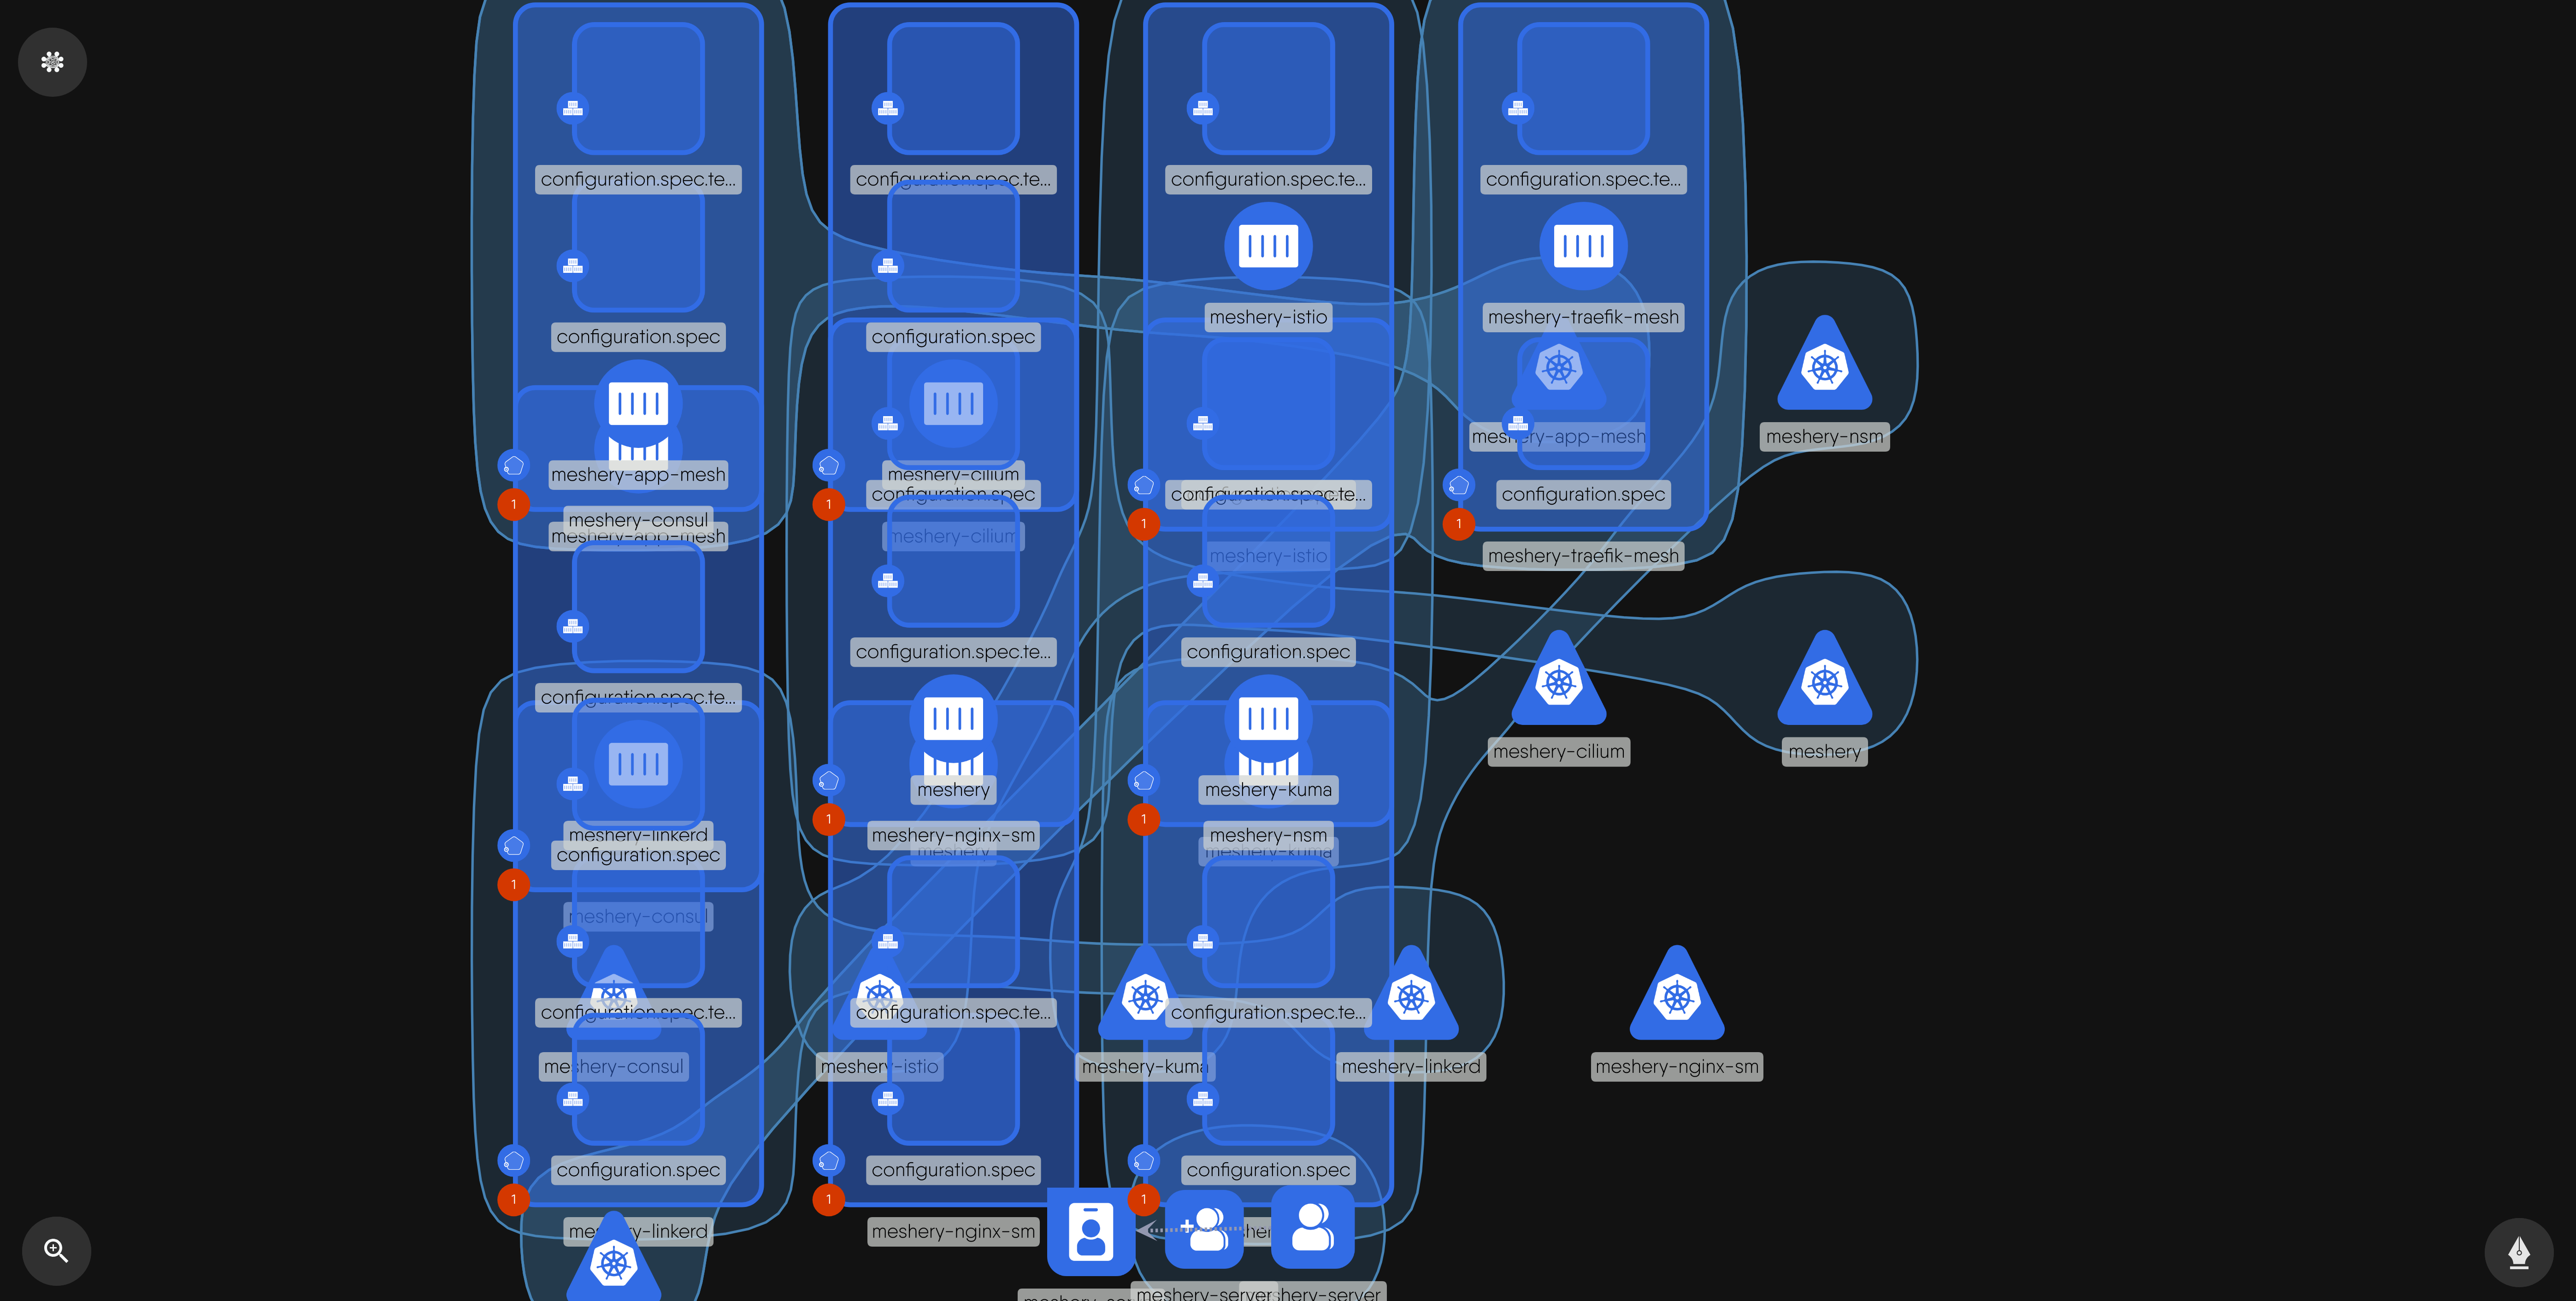 configuration.spec.te...
configuration.spec.te...
configuration.spec.te...
configuration.spec.te...
meshery-istio
meshery-traefik-mesh
configuration.spec
configuration.spec
meshery-app-mesh
meshery-nsm
meshery-app-mesh
meshery-cilium
configuration.spec
configuration.spec.te...
configuration.spec
1
1
meshery-consul
1
1
meshery-app-mesh
meshery-cilium
meshery-istio
meshery-traefik-mesh
configuration.spec.te...
configuration.spec
configuration.spec.te...
meshery-cilium
meshery
meshery
meshery-kuma
1
1
meshery-linkerd
meshery-nginx-sm
meshery-nsm
configuration.spec
meshery
meshery-kuma
1
meshery-consul
configuration.spec.te...
configuration.spec.te...
configuration.spec.te...
meshery-consul
meshery-istio
meshery-kuma
meshery-linkerd
meshery-nginx-sm
configuration.spec
configuration.spec
configuration.spec
1
1
1
meshery-linkerd
meshery-nginx-sm
meshery-server